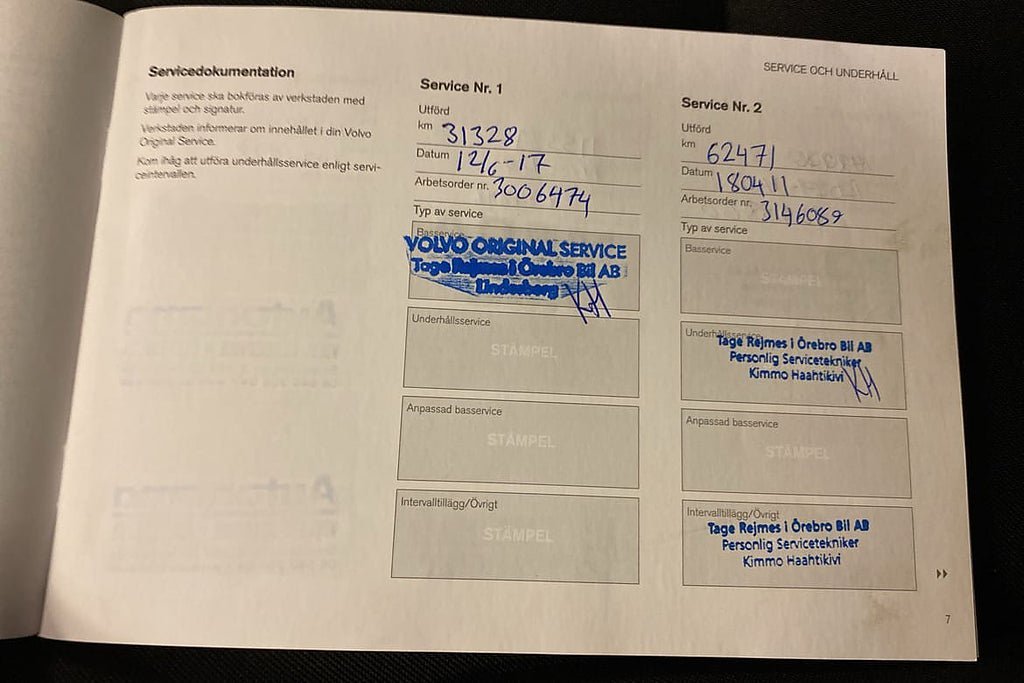 SERVICE OCH UNDERHÅLL
Servicedokumentation
Varje service ska bokföras av verkstaden med
stämpel och signatur.
Verkstaden informerar om innehållet i din Volvo
Original Service.
Kom ihåg att utföra underhållsservice enligt servi-
ceintervallen.
Service Nr. 1
Utförd
km 31328
Datum 12/6-17
Arbetsorder nr. 3006474
Typ av service
Basservice
VOLVO ORIGINAL SERVICE
Tage Rejmes i Örebro Bil AB
Linderberg
KH
Underhållsservice
STÄMPEL
Anpassad basservice
STÄMPEL
Intervalltillägg/Övrigt
STÄMPEL
Service Nr. 2
Utförd
km 62471
Datum 180411
Arbetsorder nr. 3146089
Typ av service
Basservice
STÄMPEL
Underhållsservice
Tage Rejmes i Örebro Bil AB
Personlig Servicetekniker
Kimmo Haahtikivi
KH
Anpassad basservice
STÄMPEL
Intervalltillägg/Övrigt
Tage Rejmes i Örebro Bil AB
Personlig Servicetekniker
Kimmo Haahtikivi
7